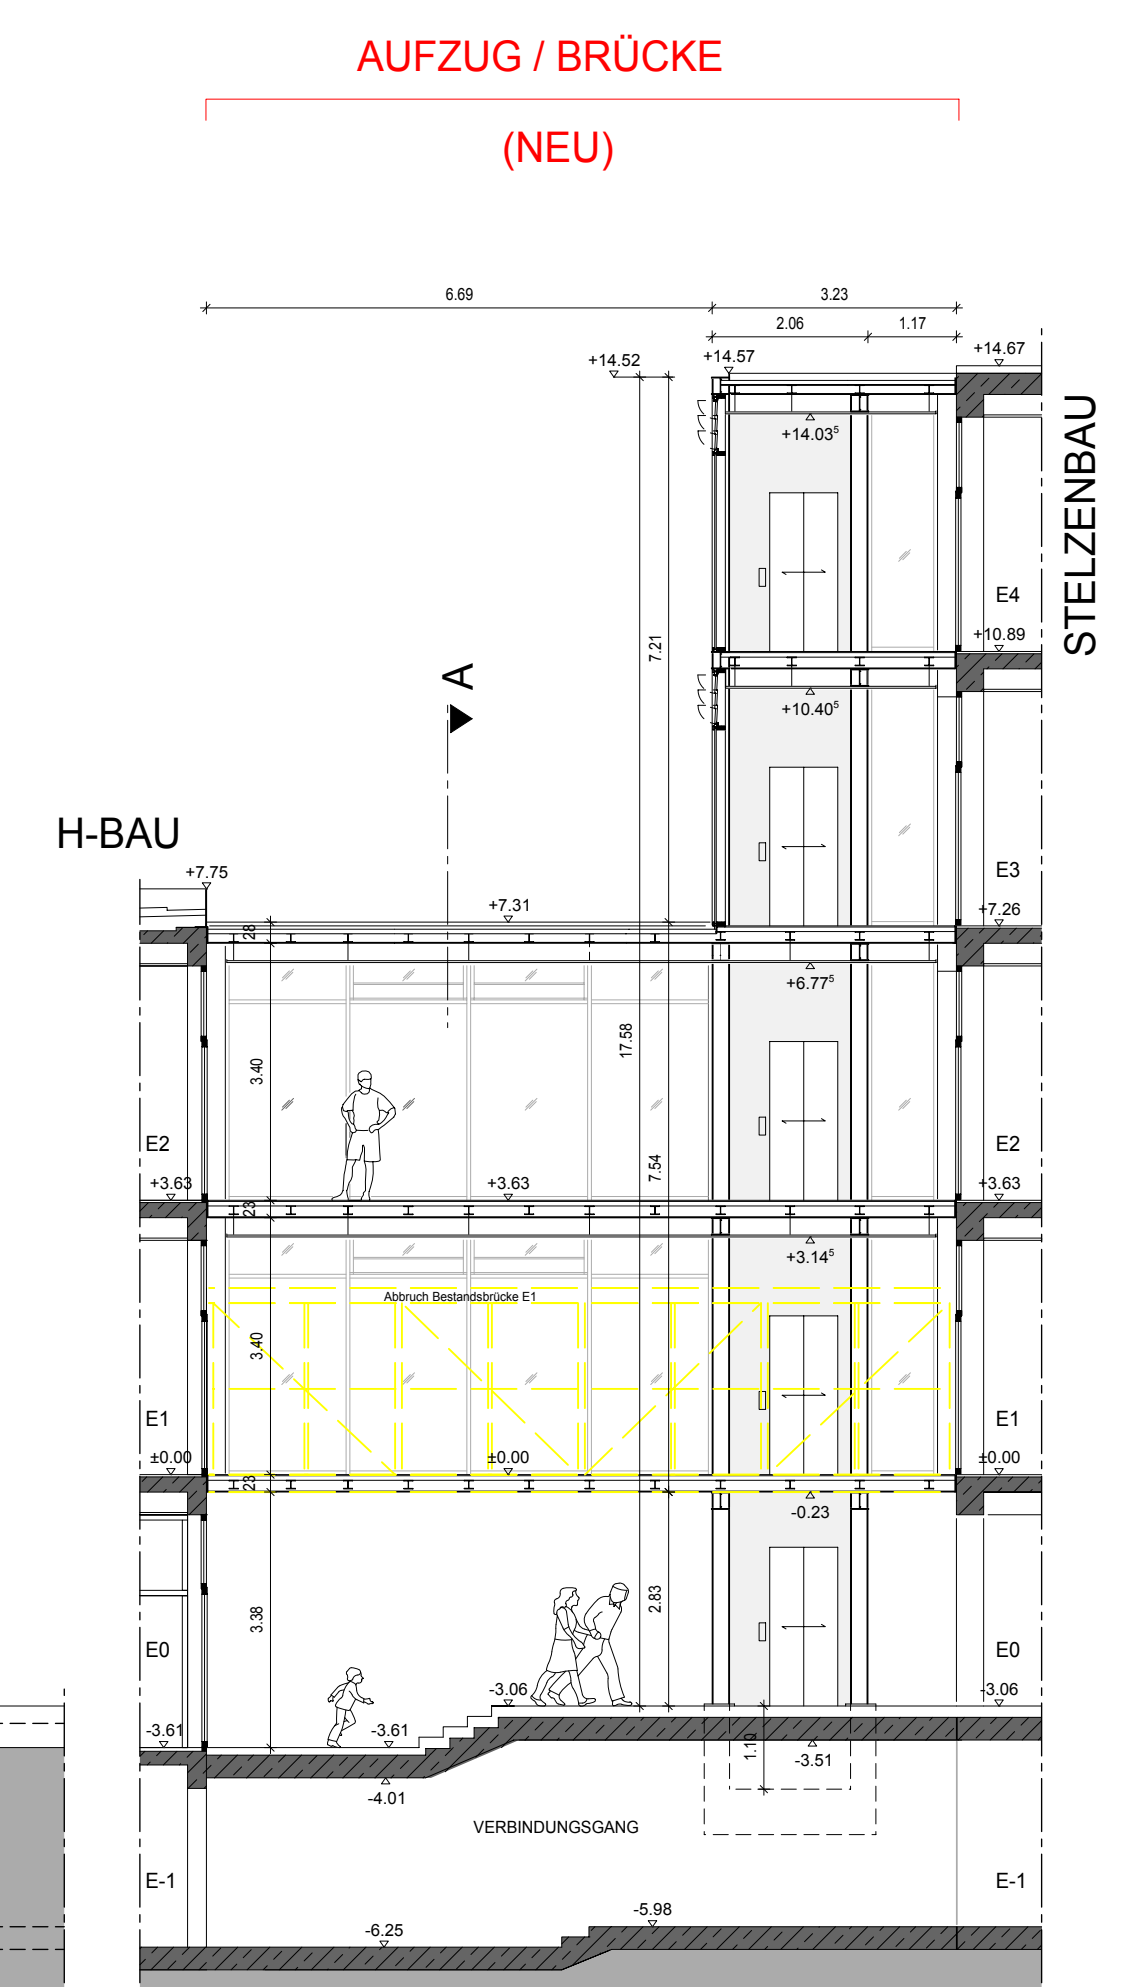 AUFZUG / BRÜCKE
(NEU)
6.69
3.23
2.06
1.17
+14.52
+14.57
+14.67
STELZENBAU
+14.03⁵
E4
+10.89
7.21
A
+10.40⁵
H-BAU
+7.75
E3
+7.31
+7.26
28
+6.77⁵
17.58
3.40
E2
E2
7.54
+3.63
+3.63
+3.63
23
+3.14⁵
Abbruch Bestandsbrücke E1
3.40
E1
E1
±0.00
±0.00
±0.00
23
-0.23
2.83
3.38
E0
E0
-3.06
-3.06
-3.61
-3.61
1.10
-3.51
-4.01
VERBINDUNGSGANG
E-1
E-1
-5.98
-6.25